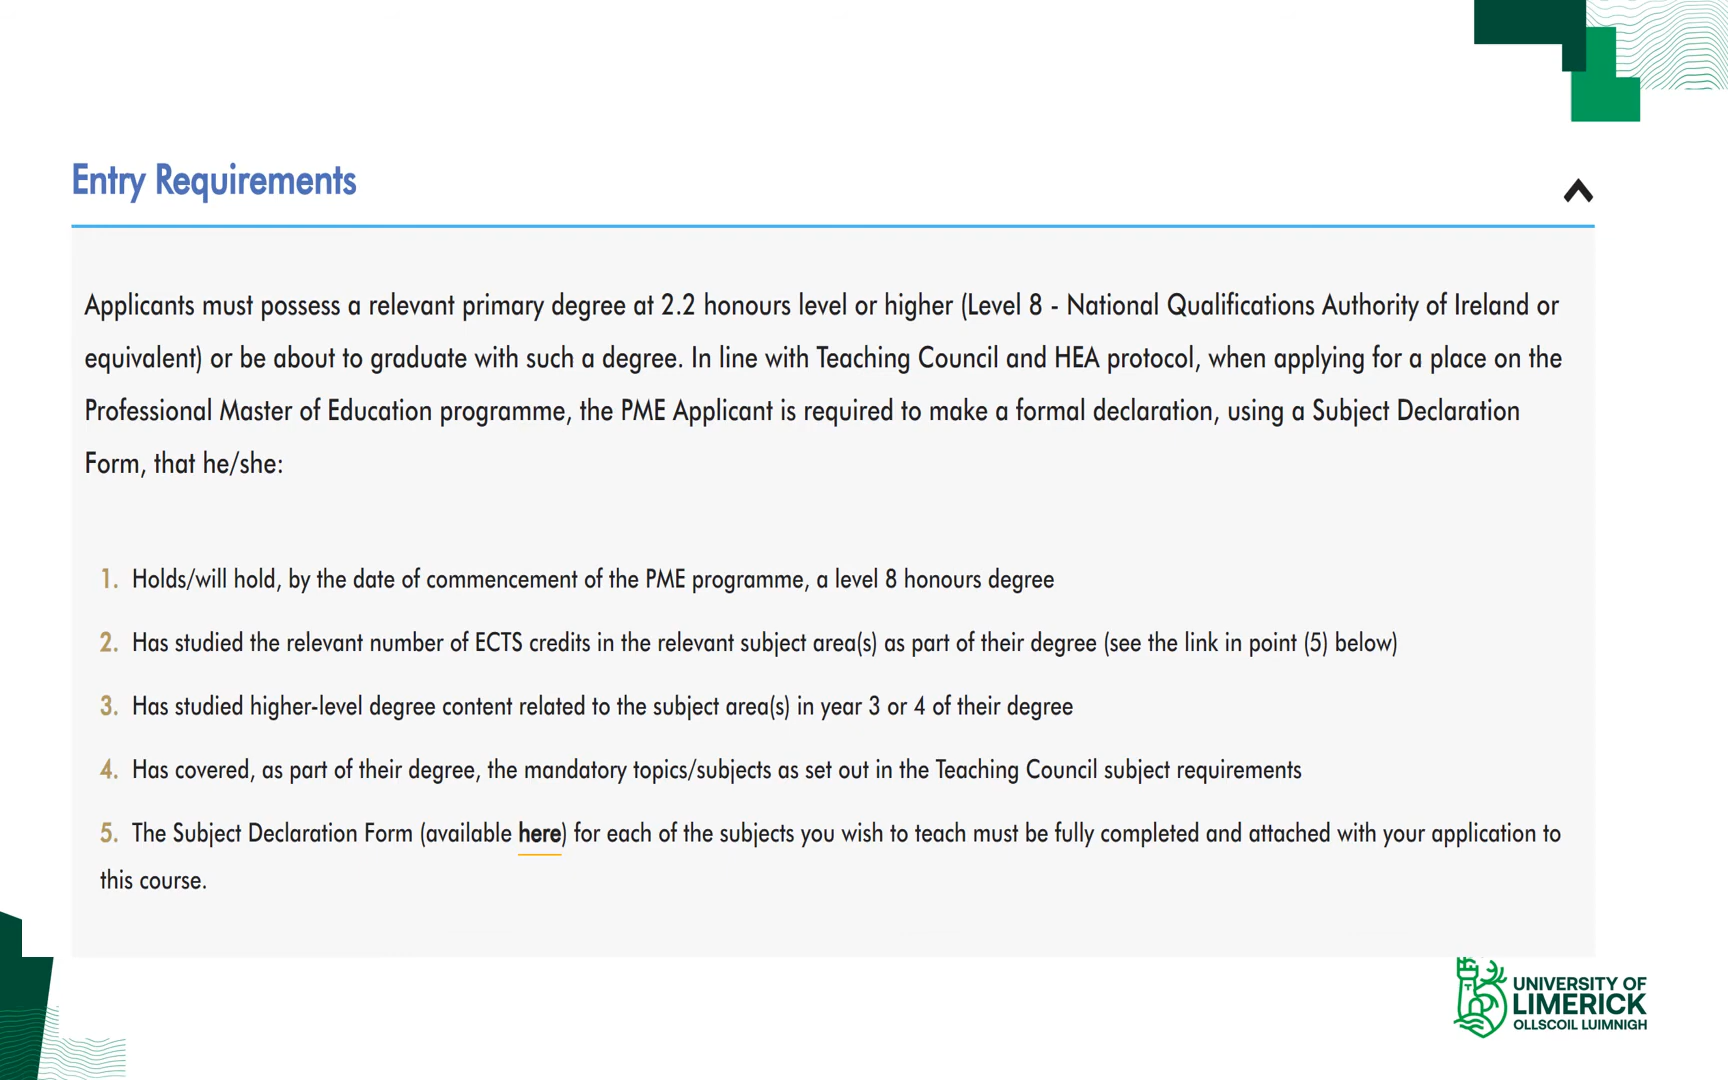 Entry Requirements
Applicants must possess a relevant primary degree at 2.2 honours level or higher (Level 8 - National Qualifications Authority of Ireland or
equivalent) or be about to graduate with such a degree. In line with Teaching Council and HEA protocol, when applying for a place on the
Professional Master of Education programme, the PME Applicant is required to make a formal declaration, using a Subject Declaration
Form, that he/she:
1. Holds/will hold, by the date of commencement of the PME programme, a level 8 honours degree
2. Has studied the relevant number of ECTS credits in the relevant subject area(s) as part of their degree (see the link in point (5) below)
3. Has studied higher-level degree content related to the subject area(s) in year 3 or 4 of their degree
4. Has covered, as part of their degree, the mandatory topics/subjects as set out in the Teaching Council subject requirements
5. The Subject Declaration Form (available here) for each of the subjects you wish to teach must be fully completed and attached with your application to
this course.
UNIVERSITY OF
LIMERICK
OLLSCOIL LUIMNIGH